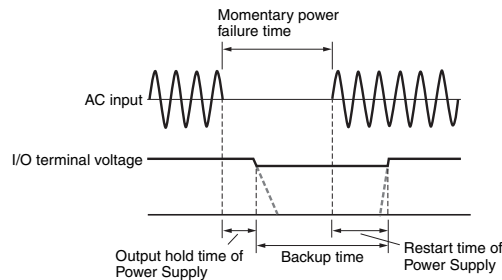 Momentary power
failure time
AC input
I/O terminal voltage
Output hold time of
Power Supply
Backup time
Restart time of
Power Supply